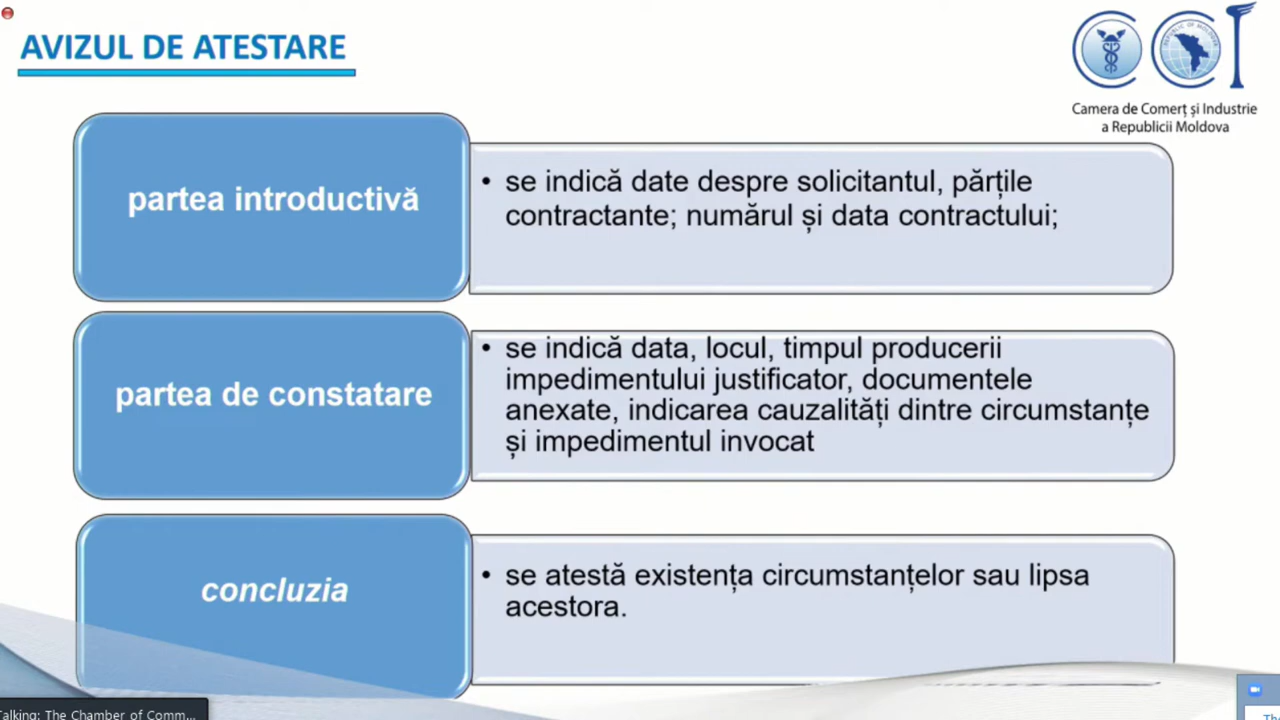 AVIZUL DE ATESTARE
Camera de Comerț și Industrie
a Republicii Moldova
partea introductivă
• se indică date despre solicitantul, părțile
contractante; numărul și data contractului;
partea de constatare
• se indică data, locul, timpul producerii
impedimentului justificator, documentele
anexate, indicarea cauzalităţi dintre circumstanțe
și impedimentul invocat
concluzia
• se atestă existența circumstanțelor sau lipsa
acestora.
Talking: The Chamber of Comm...